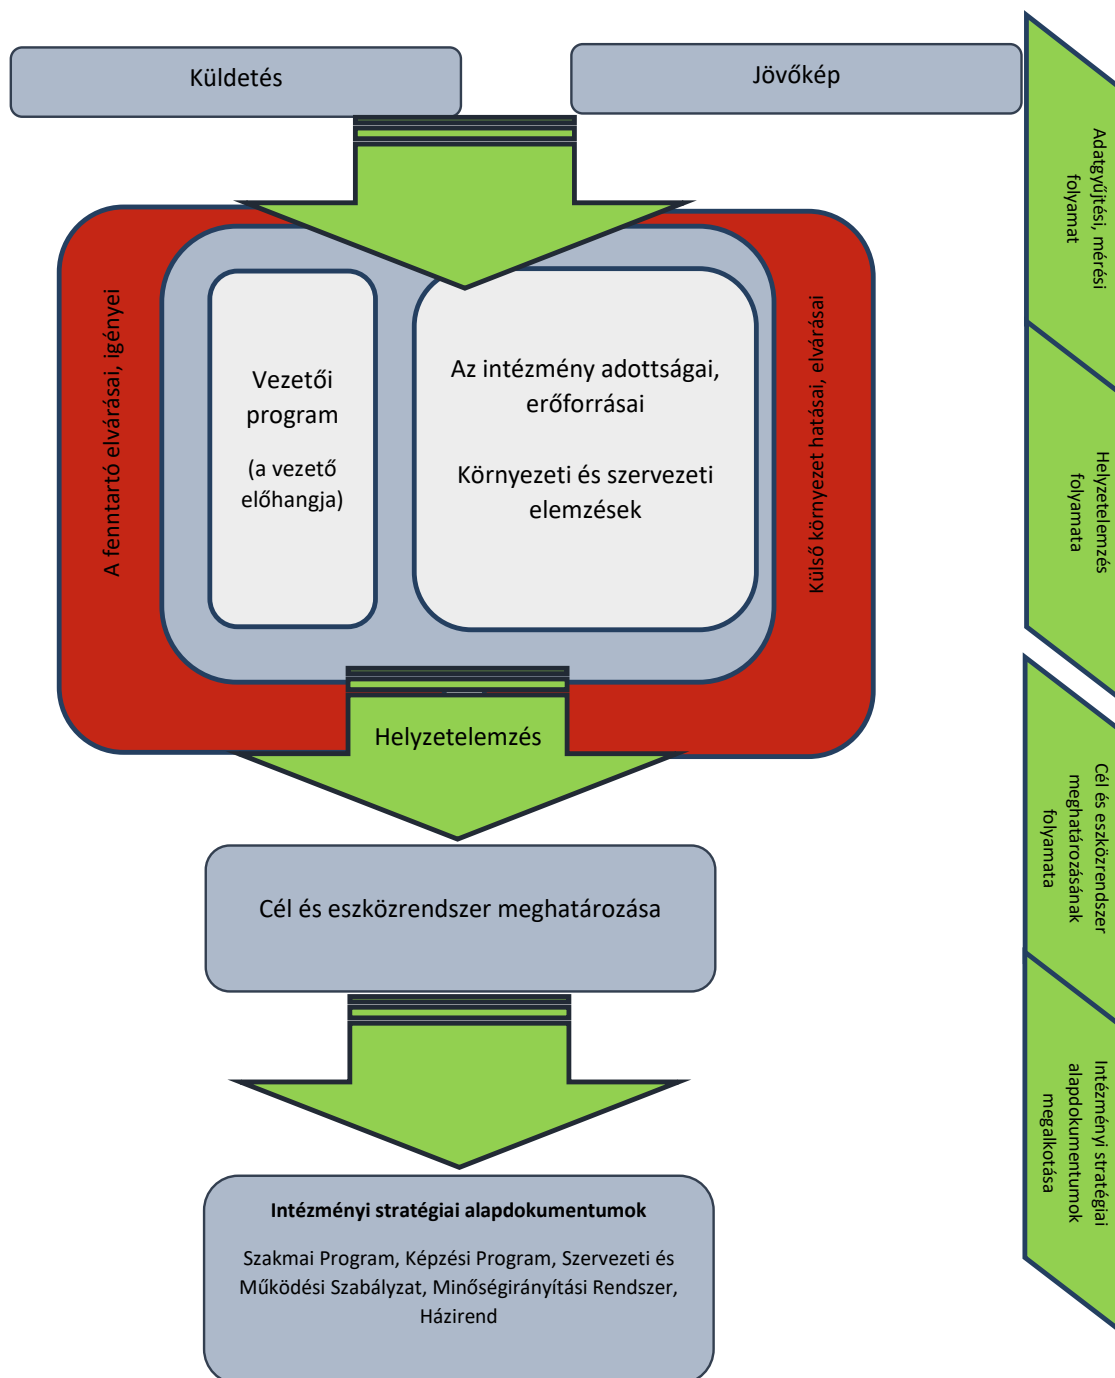 Küldetés
Jövőkép
A fenntartó elvárásai, igényei
Vezetői
program
(a vezető
előhangja)
Az intézmény adottságai,
erőforrásai
Környezeti és szervezeti
elemzések
Külső környezet hatásai, elvárásai
Helyzetelemzés
Cél és eszközrendszer meghatározása
Intézményi stratégiai alapdokumentumok
Szakmai Program, Képzési Program, Szervezeti és
Működési Szabályzat, Minőségirányítási Rendszer,
Házirend
Adatgyűjtési, mérési
folyamat
Helyzetelemzés
folyamata
Cél és eszközrendszer
meghatározásának
folyamata
Intézményi stratégiai
alapdokumentumok
megalkotása